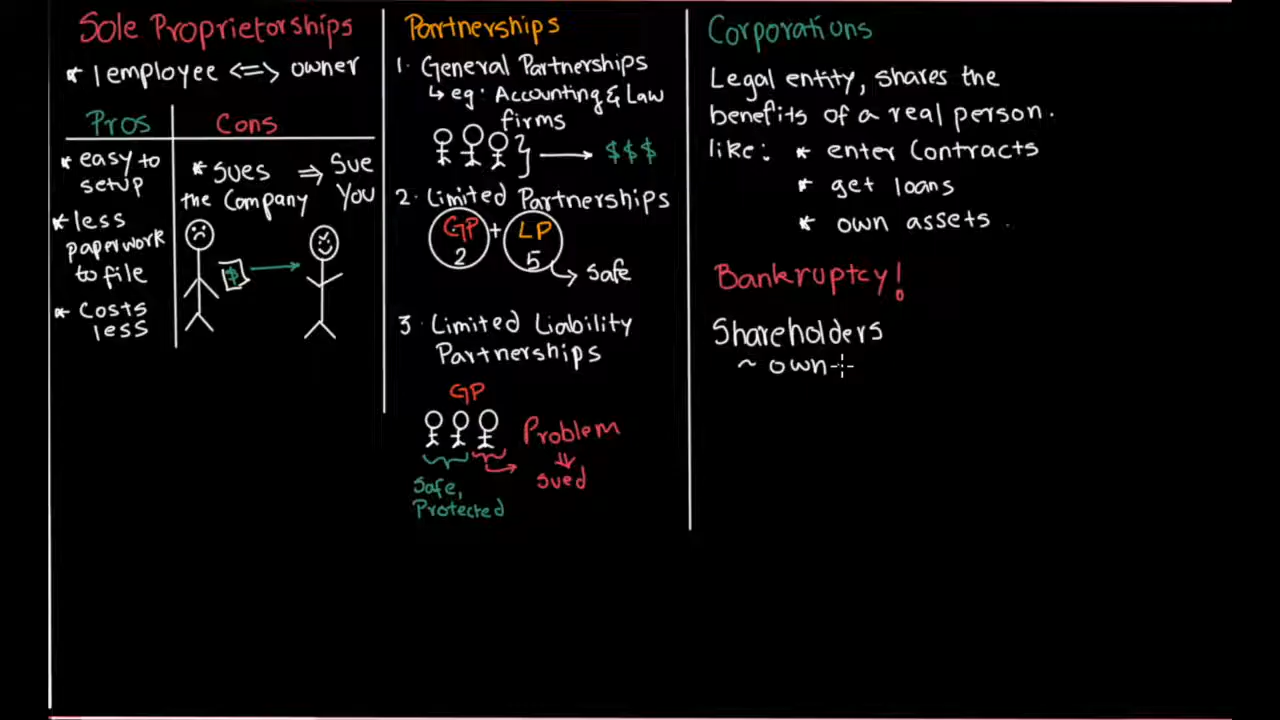 Sole Proprietorships
* 1 employee <=> owner
Pros
* easy to
setup
* less
paperwork
to file
* Costs
less
Cons
* sues => Sue
the Company You
$
Partnerships
1. General Partnerships
↳ eg: Accounting & Law
firms
$$$
2. Limited Partnerships
GP + LP
2 5
safe
3. Limited Liability
Partnerships
GP
Problem
sued
Safe,
Protected
Corporations
Legal entity, shares the
benefits of a real person.
like: * enter Contracts
* get loans
* own assets.
Bankruptcy!
Shareholders
~ own